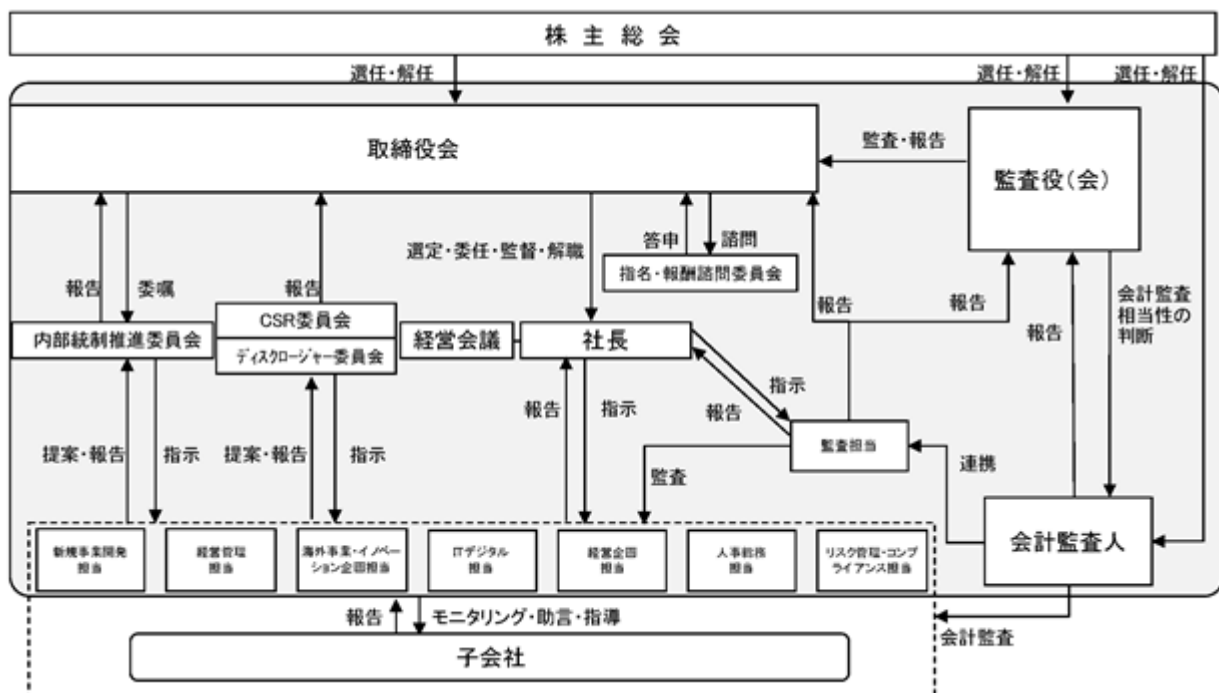 株 主 総 会
選任・解任
選任・解任
選任・解任
取締役会
監査・報告
監査役(会)
選定・委任・監督・解職
答申
諮問
指名・報酬諮問委員会
報告
委嘱
報告
報告
報告
報告
会計監査
相当性の
判断
内部統制推進委員会
CSR委員会
ディスクロージャー委員会
経営会議
社長
指示
報告
提案・報告
指示
提案・報告
指示
報告
指示
監査担当
監査
連携
新規事業開発
担当
経営管理
担当
海外事業・イノベー
ション企画担当
ITデジタル
担当
経営企画
担当
人事総務
担当
リスク管理・コンプ
ライアンス担当
会計監査人
報告
モニタリング・助言・指導
会計監査
子会社